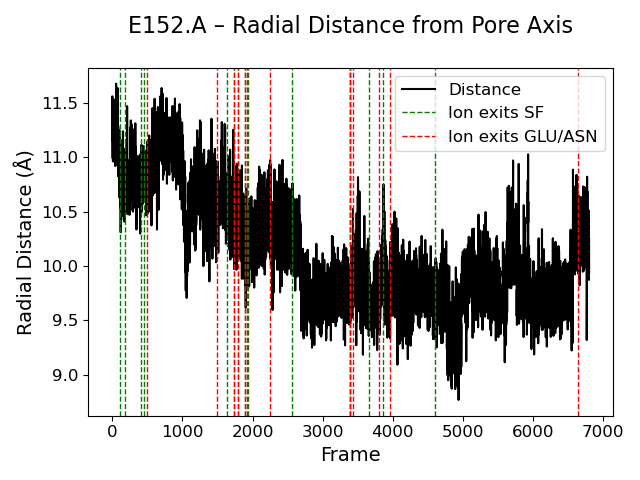 E152.A – Radial Distance from Pore Axis
Distance
Ion exits SF
Ion exits GLU/ASN
Radial Distance (Å)
11.5
11.0
10.5
10.0
9.5
9.0
0 1000 2000 3000 4000 5000 6000 7000
Frame